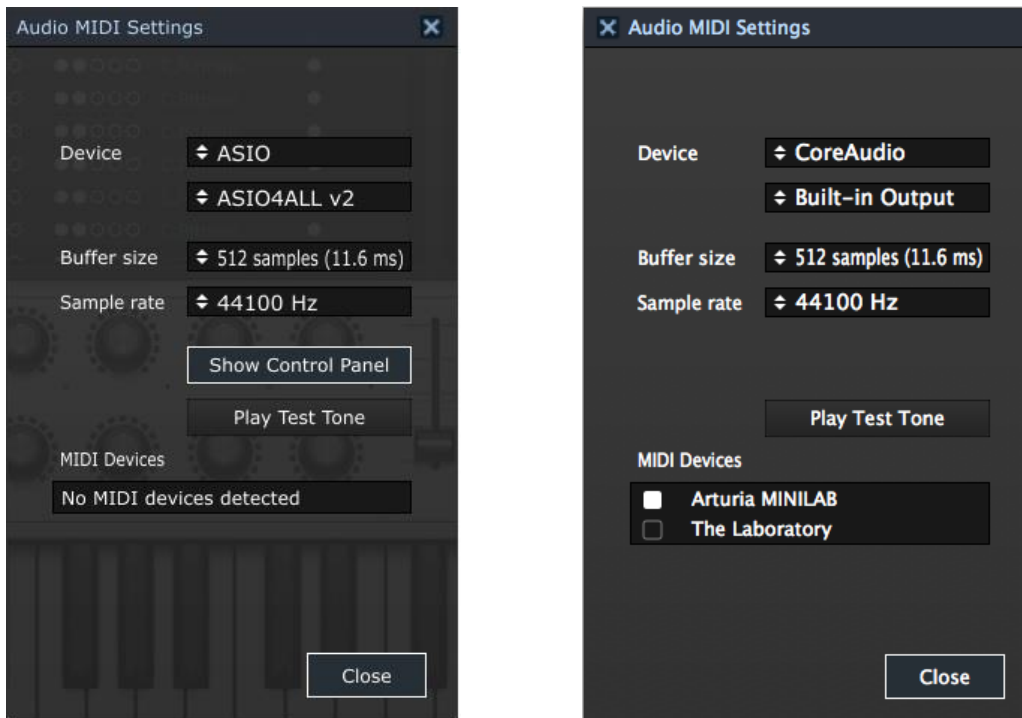 Audio MIDI Settings
Device
ASIO
ASIO4ALL v2
Buffer size
512 samples (11.6 ms)
Sample rate
44100 Hz
Show Control Panel
Play Test Tone
MIDI Devices
No MIDI devices detected
Close
Audio MIDI Settings
Device
CoreAudio
Built-in Output
Buffer size
512 samples (11.6 ms)
Sample rate
44100 Hz
Play Test Tone
MIDI Devices
Arturia MINILAB
The Laboratory
Close